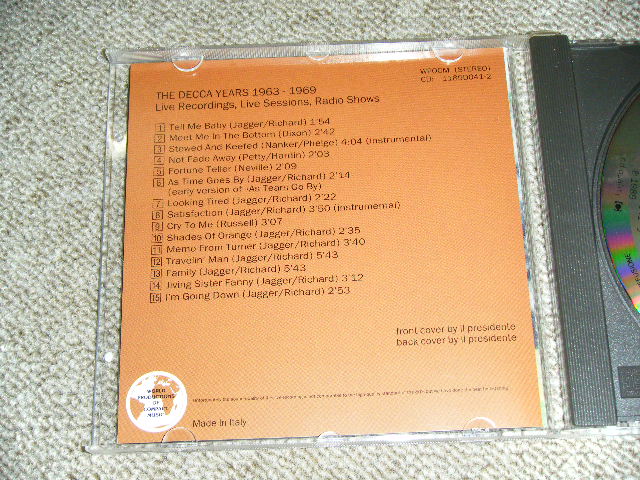 WPOCM (STEREO)
CD: 11890041-2
THE DECCA YEARS 1963 - 1969
Live Recordings, Live Sessions, Radio Shows
1 Tell Me Baby (Jagger/Richard) 1'54
2 Meet Me In The Bottom (Dixon) 2'42
3 Stewed And Keefed (Nanker/Phelge) 4:04 (instrumental)
4 Not Fade Away (Petty/Hardin) 2'03
5 Fortune Teller (Neville) 2'09
6 As Time Goes By (Jagger/Richard) 2'14
(early version of ›As Tears Go By)
7 Looking Tired (Jagger/Richard) 2'22
8 Satisfaction (Jagger/Richard) 3'50 (instrumental)
9 Cry To Me (Russell) 3'07
10 Shades Of Orange (Jagger/Richard) 2'35
11 Memo From Turner (Jagger/Richard) 3'40
12 Travelin' Man (Jagger/Richard) 5'43
13 Family (Jagger/Richard) 5'43
14 Jiving Sister Fanny (Jagger/Richard) 3'12
15 I'm Going Down (Jagger/Richard) 2'53
front cover by il presidente
back cover by il presidente
WORLD
PRODUCTIONS
OF
COMPACT
MUSIC
Made in Italy